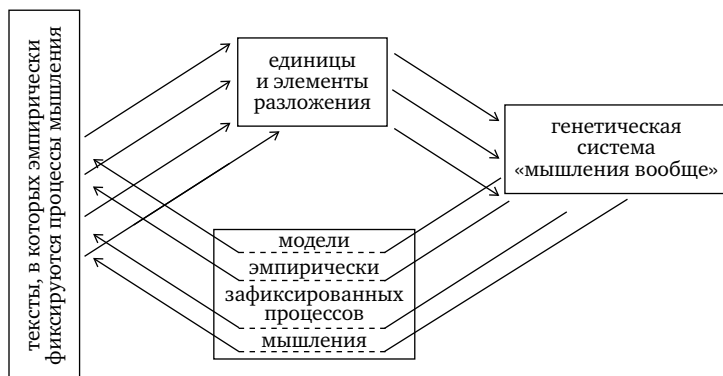 тексты, в которых эмпирически
фиксируются процессы мышления
единицы
и элементы
разложения
генетическая
система
«мышления вообще»
модели
эмпирически
зафиксированных
процессов
мышления